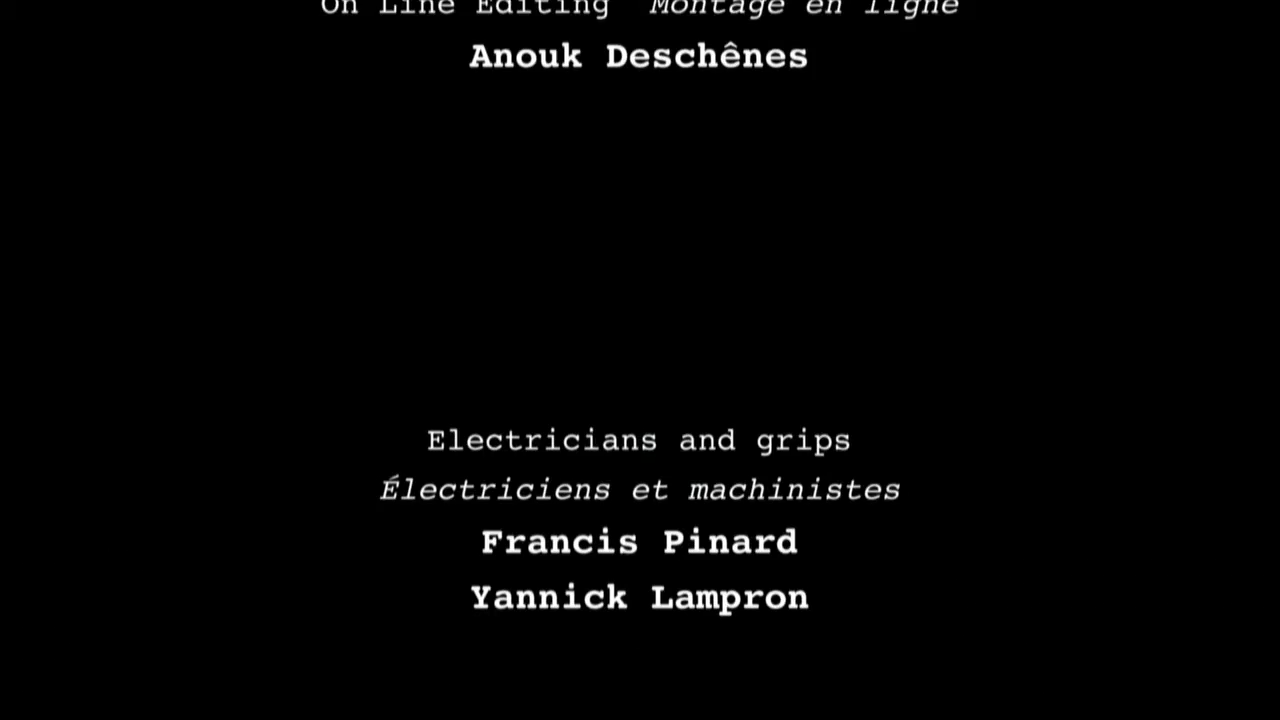 On Line Editing Montage en ligne
Anouk Deschênes
Electricians and grips
Électriciens et machinistes
Francis Pinard
Yannick Lampron